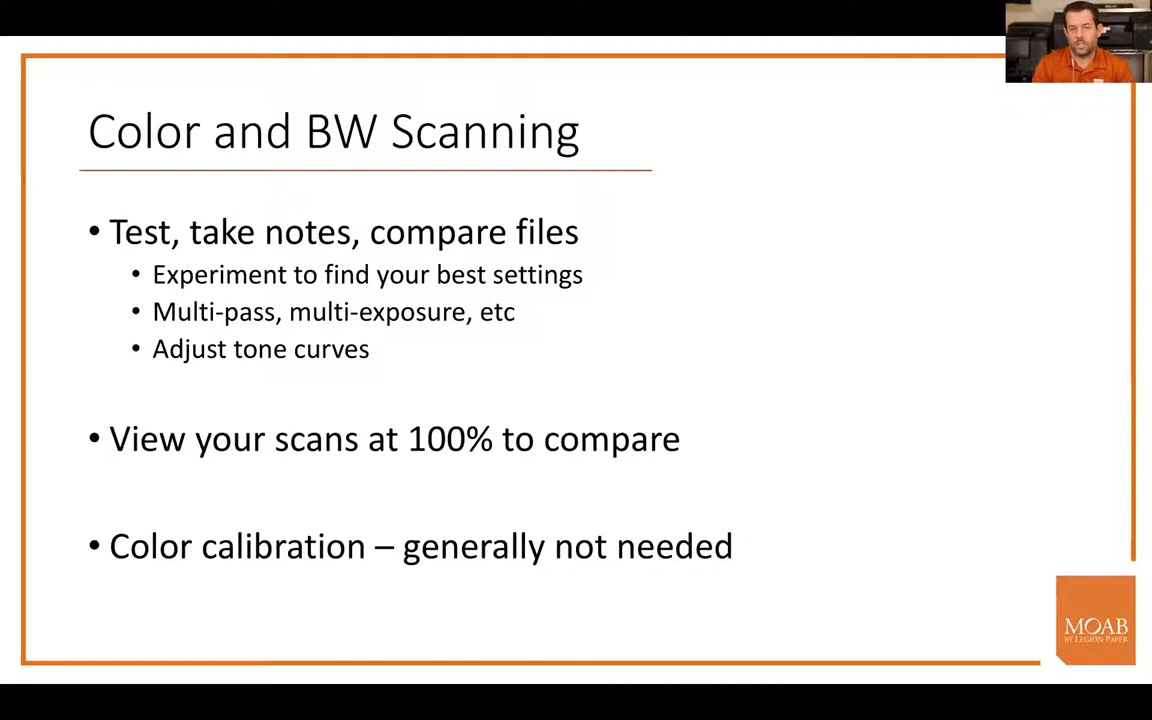 Color and BW Scanning
• Test, take notes, compare files
• Experiment to find your best settings
• Multi-pass, multi-exposure, etc
• Adjust tone curves
• View your scans at 100% to compare
• Color calibration – generally not needed
MOAB
BY LEGION PAPER